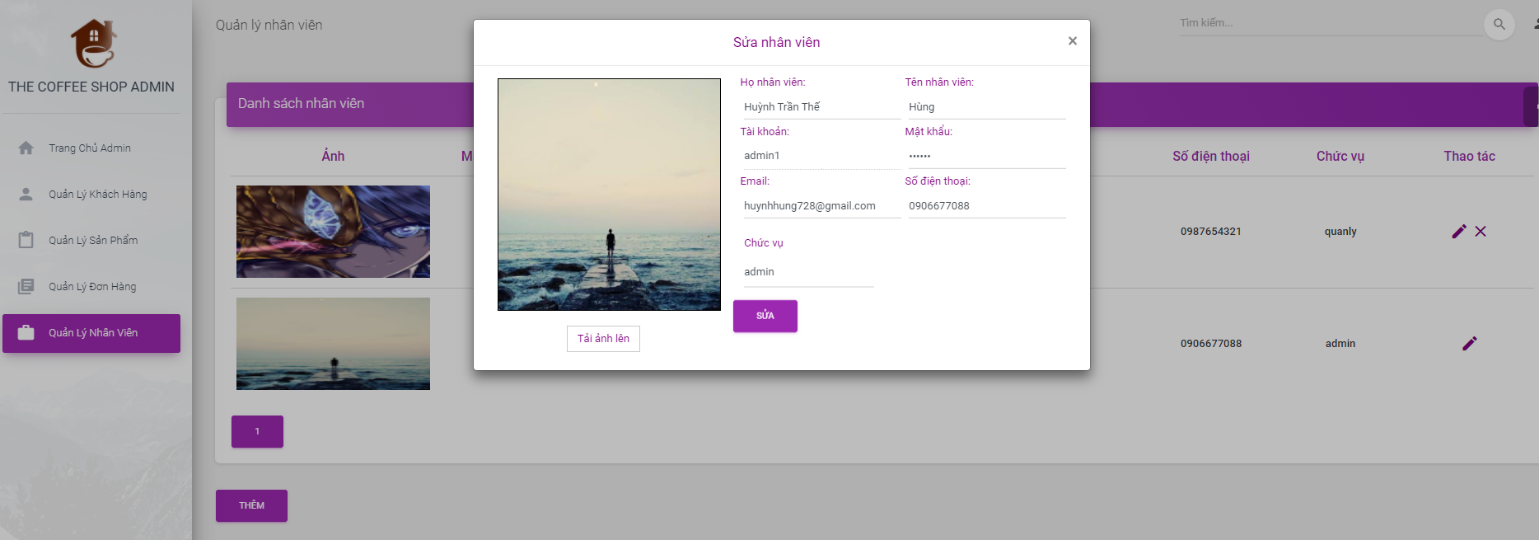 THE COFFEE SHOP ADMIN
Trang Chủ Admin
Quản Lý Khách Hàng
Quản Lý Sản Phẩm
Quản Lý Đơn Hàng
Quản Lý Nhân Viên
Quản lý nhân viên
Tìm kiếm...
Danh sách nhân viên
Ảnh
M
Số điện thoại
Chức vụ
Thao tác
0987654321
quanly
0906677088
admin
1
THÊM
Sửa nhân viên
×
Họ nhân viên:
Tên nhân viên:
Huỳnh Trần Thế
Hùng
Tài khoản:
Mật khẩu:
admin1
••••••
Email:
Số điện thoại:
huynhhung728@gmail.com
0906677088
Chức vụ
admin
SỬA
Tải ảnh lên